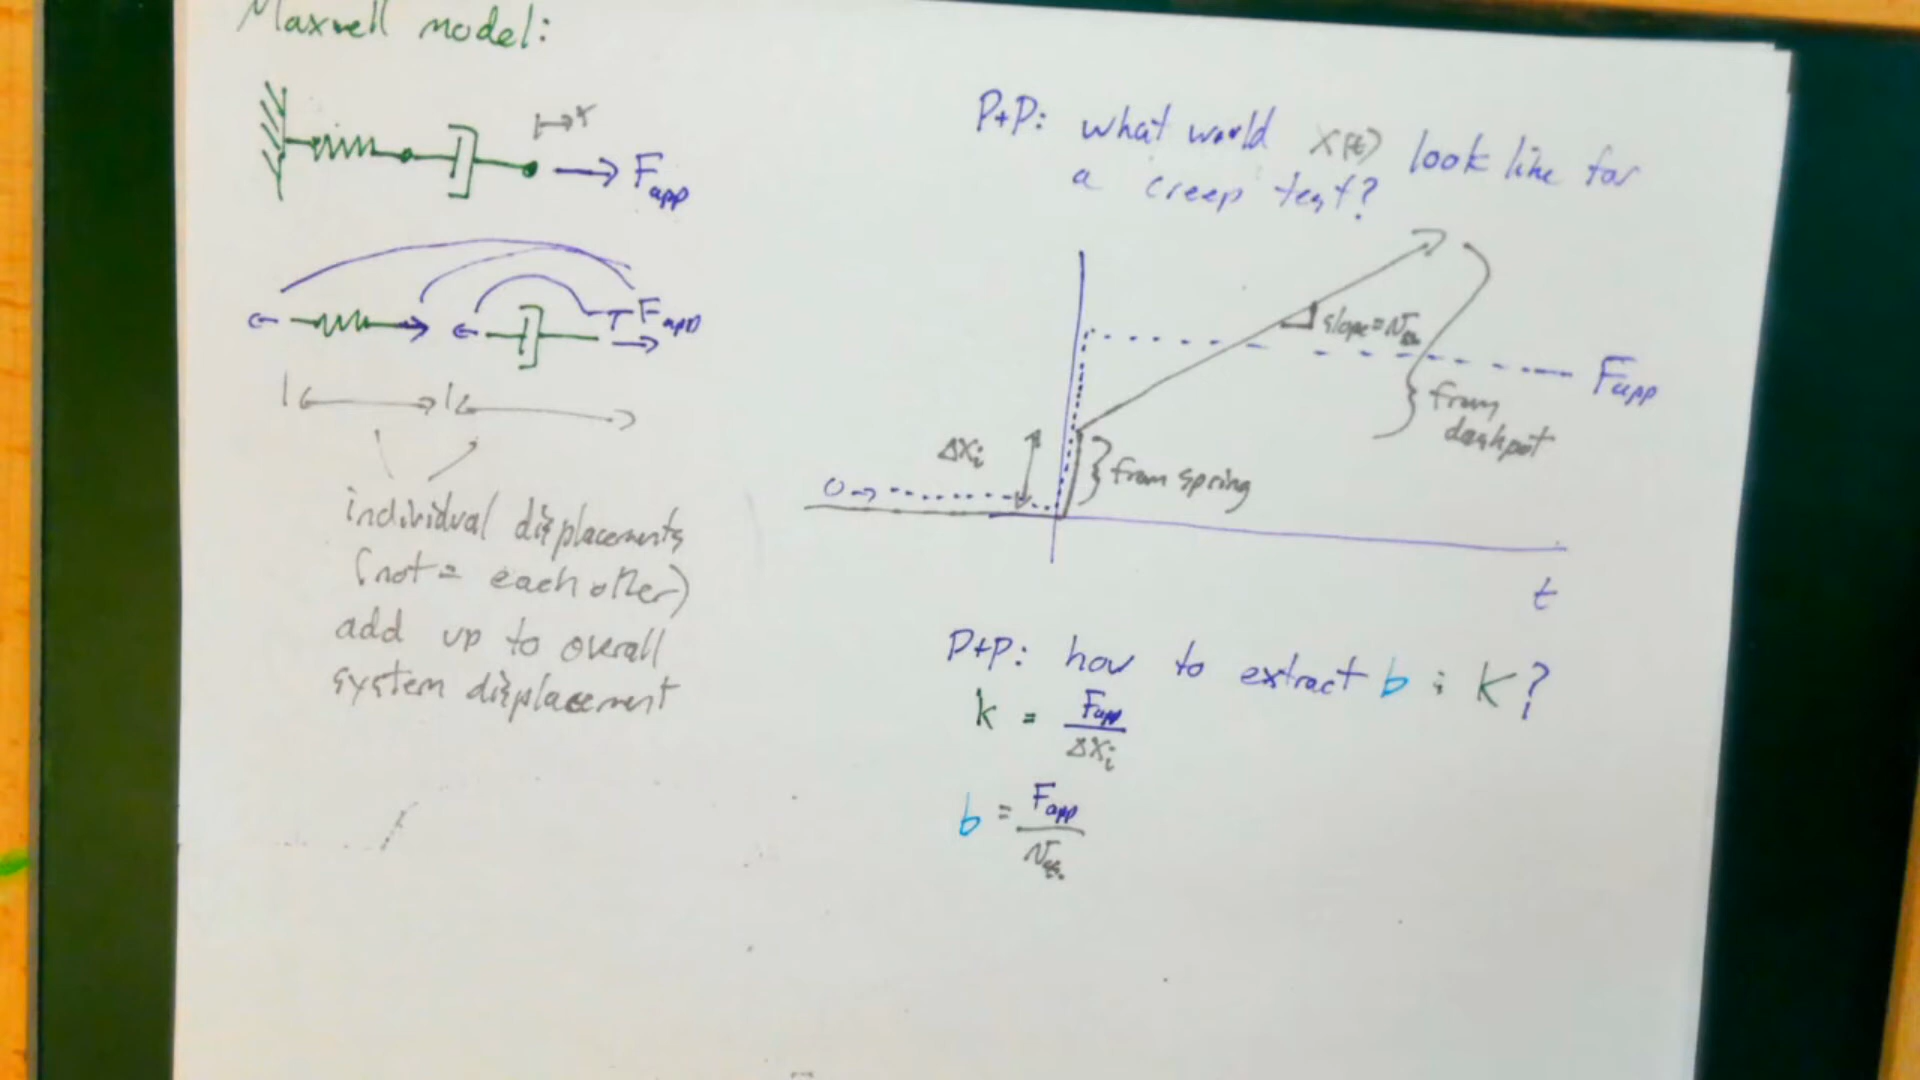 Maxwell model:
x
Fapp
Fapp
individual displacements
(not = each other)
add up to overall
system displacement
P+P: what would x(t) look like for
a creep test?
slope = v
Fapp
from
dashpot
Δxi
from spring
0→
t
P+P: how to extract b & k?
k = Fapp
Δxi
b = Fapp
v